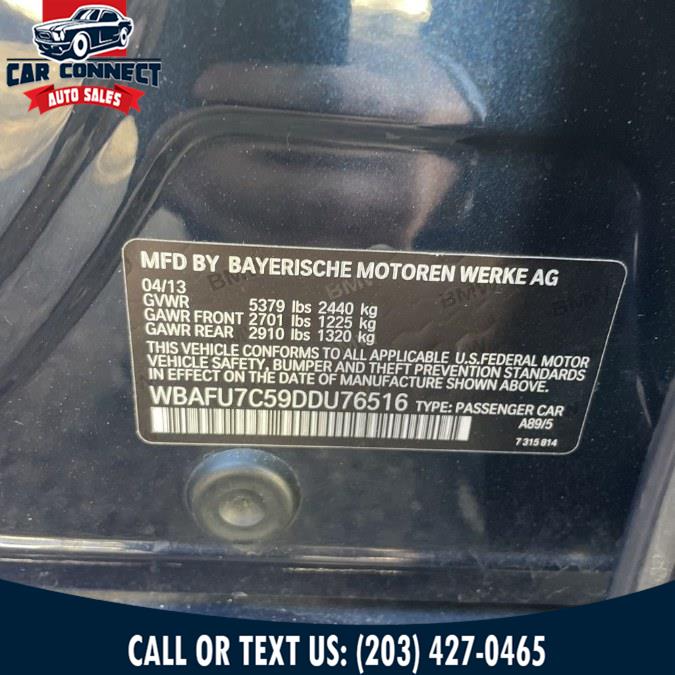 CAR CONNECT
AUTO SALES
MFD BY BAYERISCHE MOTOREN WERKE AG
04/13
GVWR 5379 lbs 2440 kg
GAWR FRONT 2701 lbs 1225 kg
GAWR REAR 2910 lbs 1320 kg
THIS VEHICLE CONFORMS TO ALL APPLICABLE U.S.FEDERAL MOTOR
VEHICLE SAFETY, BUMPER AND THEFT PREVENTION STANDARDS
IN EFFECT ON THE DATE OF MANUFACTURE SHOWN ABOVE.
WBAFU7C59DDU76516 TYPE: PASSENGER CAR
A89/5
7 315 814
CALL OR TEXT US: (203) 427-0465